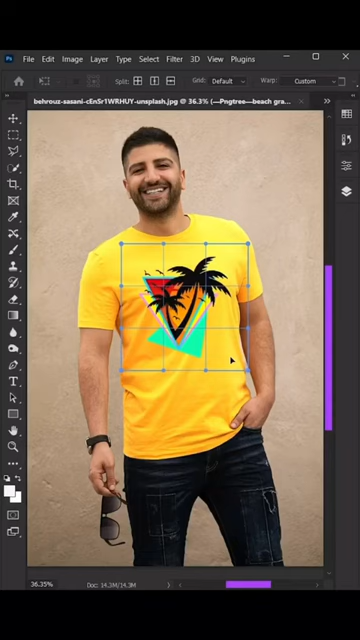 Ps File Edit Image Layer Type Select Filter 3D View Plugins
Split: Grid: Default Warp: Custom
behrouz-sasani-cEnSr1WRHUY-unsplash.jpg @ 36.3% (—Pngtree—beach gra...
36.35% Doc: 14.3M/14.3M